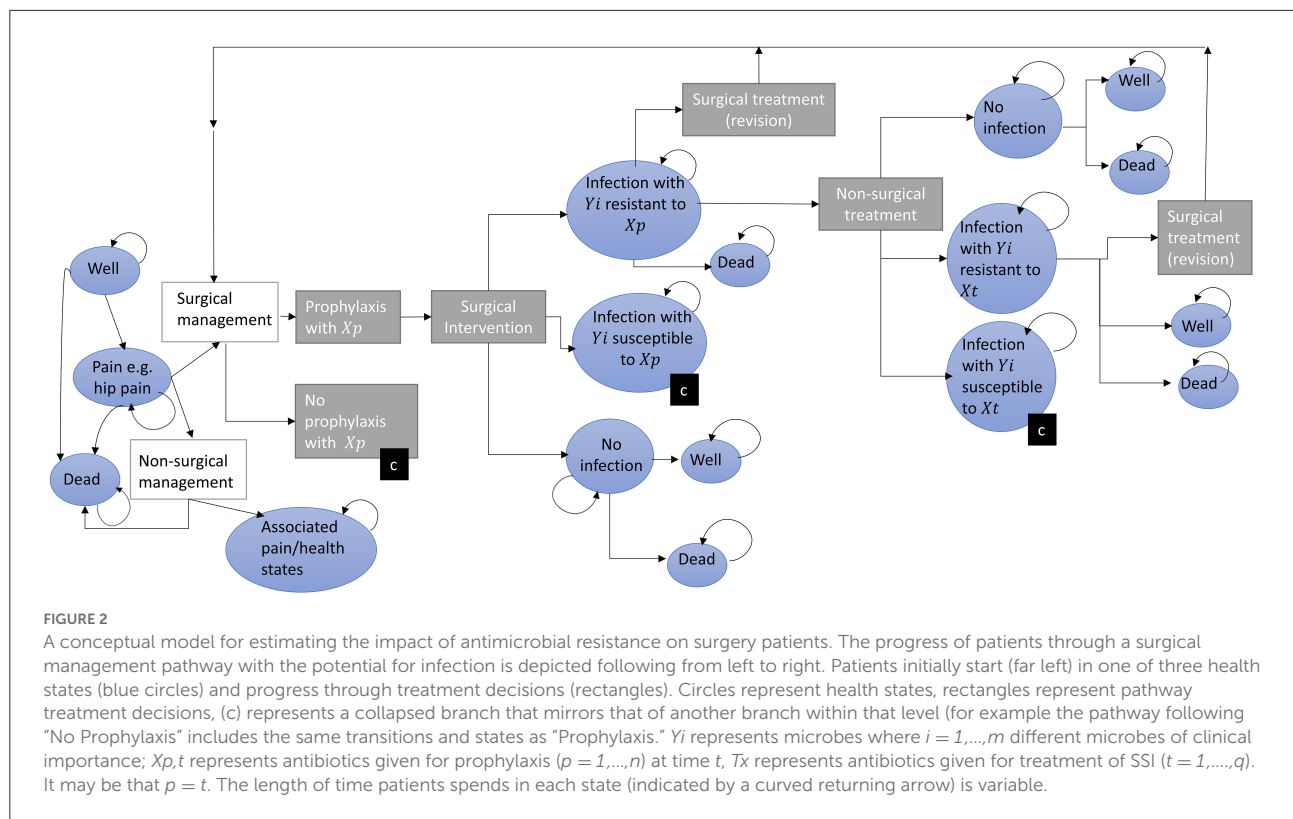 Well
Pain e.g.
hip pain
Dead
Surgical
management
Non-surgical
management
Associated
pain/health
states
Prophylaxis
with Xp
No
prophylaxis
with Xp
c
Surgical
Intervention
Surgical treatment
(revision)
Infection with
Yi resistant to
Xp
Dead
Infection with
Yi susceptible
to Xp
c
No
infection
Well
Dead
Non-surgical
treatment
No
infection
Well
Dead
Infection
with Yi
resistant to
Xt
Surgical
treatment
(revision)
Well
Dead
Infection
with Yi
susceptible
to Xt
c
FIGURE 2
A conceptual model for estimating the impact of antimicrobial resistance on surgery patients. The progress of patients through a surgical
management pathway with the potential for infection is depicted following from left to right. Patients initially start (far left) in one of three health
states (blue circles) and progress through treatment decisions (rectangles). Circles represent health states, rectangles represent pathway
treatment decisions, (c) represents a collapsed branch that mirrors that of another branch within that level (for example the pathway following
"No Prophylaxis" includes the same transitions and states as "Prophylaxis." Yi represents microbes where i = 1,...,m different microbes of clinical
importance; Xp,t represents antibiotics given for prophylaxis (p = 1,...,n) at time t, Tx represents antibiotics given for treatment of SSI (t = 1,....,q).
It may be that p = t. The length of time patients spends in each state (indicated by a curved returning arrow) is variable.